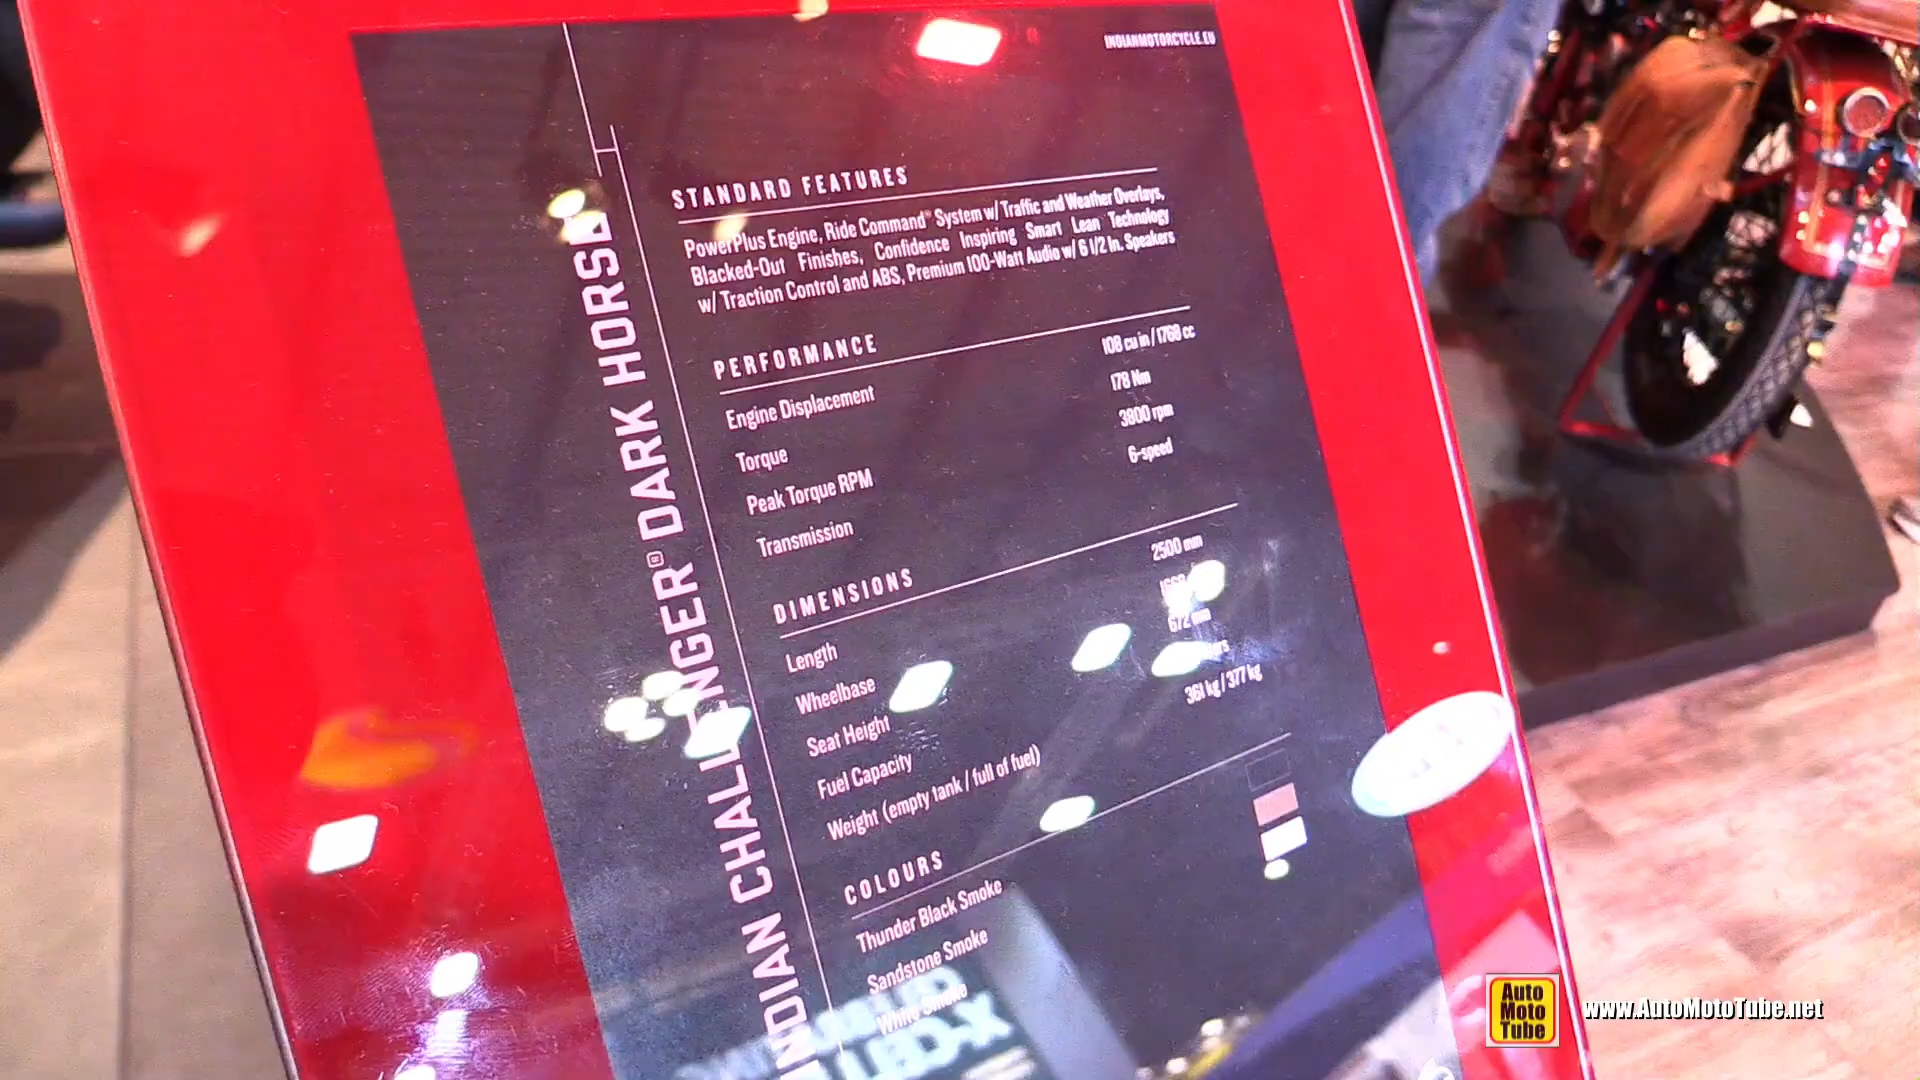 INDIANMOTORCYCLE.EU
INDIAN CHALLENGER® DARK HORSE
STANDARD FEATURES
PowerPlus Engine, Ride Command® System w/ Traffic and Weather Overlays,
Blacked-Out Finishes, Confidence Inspiring Smart Lean Technology
w/ Traction Control and ABS, Premium 100-Watt Audio w/ 6 1/2 In. Speakers
PERFORMANCE
Engine Displacement 108 cu in / 1768 cc
Torque 178 Nm
Peak Torque RPM 3800 rpm
Transmission 6-speed
DIMENSIONS
Length 2500 mm
Wheelbase
Seat Height 672 mm
Fuel Capacity
Weight (empty tank / full of fuel) 361 kg / 377 kg
COLOURS
Thunder Black Smoke
Sandstone Smoke
White Smoke
Auto
Moto
Tube
www.AutoMotoTube.net